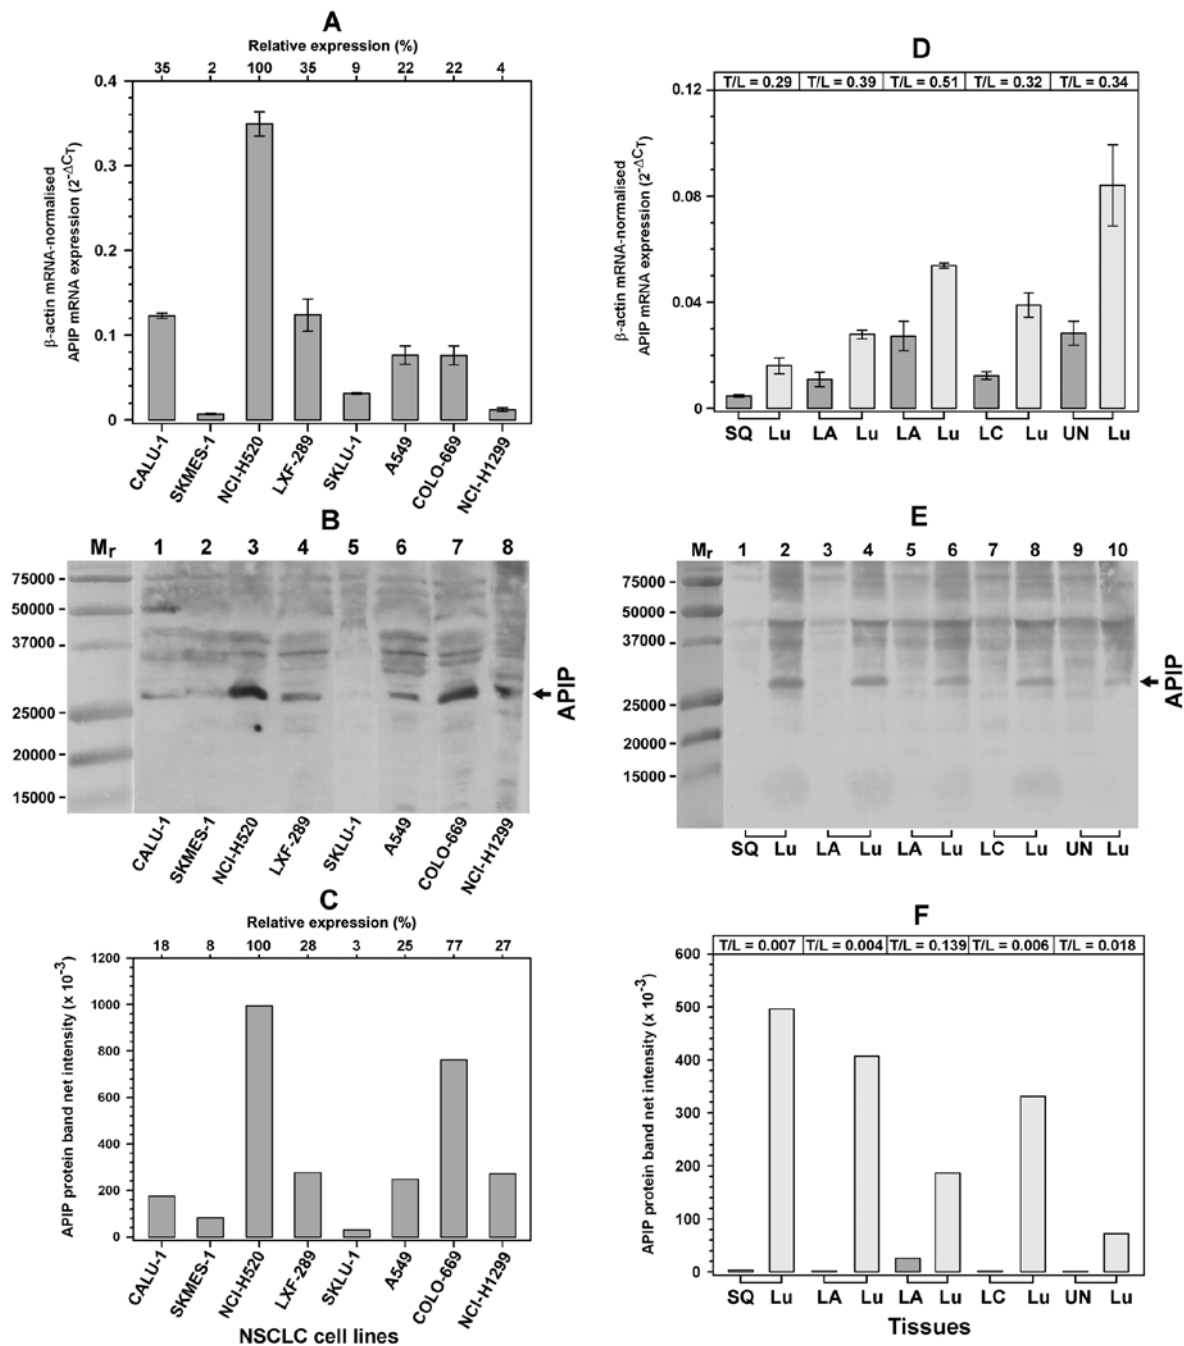 A
Relative expression (%)
35 2 100 35 9 22 22 4
0.4
0.3
0.2
0.1
0
β-actin mRNA-normalised
APIP mRNA expression (2^-ΔC_T)
CALU-1 SKMES-1 NCI-H520 LXF-289 SKLU-1 A549 COLO-669 NCI-H1299
B
Mr 1 2 3 4 5 6 7 8
75000
50000
37000
25000
20000
15000
APIP
CALU-1 SKMES-1 NCI-H520 LXF-289 SKLU-1 A549 COLO-669 NCI-H1299
C
Relative expression (%)
18 8 100 28 3 25 77 27
1200
1000
800
600
400
200
0
APIP protein band net intensity (x 10^-3)
CALU-1 SKMES-1 NCI-H520 LXF-289 SKLU-1 A549 COLO-669 NCI-H1299
NSCLC cell lines
D
T/L = 0.29 T/L = 0.39 T/L = 0.51 T/L = 0.32 T/L = 0.34
0.12
0.08
0.04
0
β-actin mRNA-normalised
APIP mRNA expression (2^-ΔC_T)
SQ Lu LA Lu LA Lu LC Lu UN Lu
E
Mr 1 2 3 4 5 6 7 8 9 10
75000
50000
37000
25000
20000
15000
APIP
SQ Lu LA Lu LA Lu LC Lu UN Lu
F
T/L = 0.007 T/L = 0.004 T/L = 0.139 T/L = 0.006 T/L = 0.018
600
500
400
300
200
100
0
APIP protein band net intensity (x 10^-3)
SQ Lu LA Lu LA Lu LC Lu UN Lu
Tissues